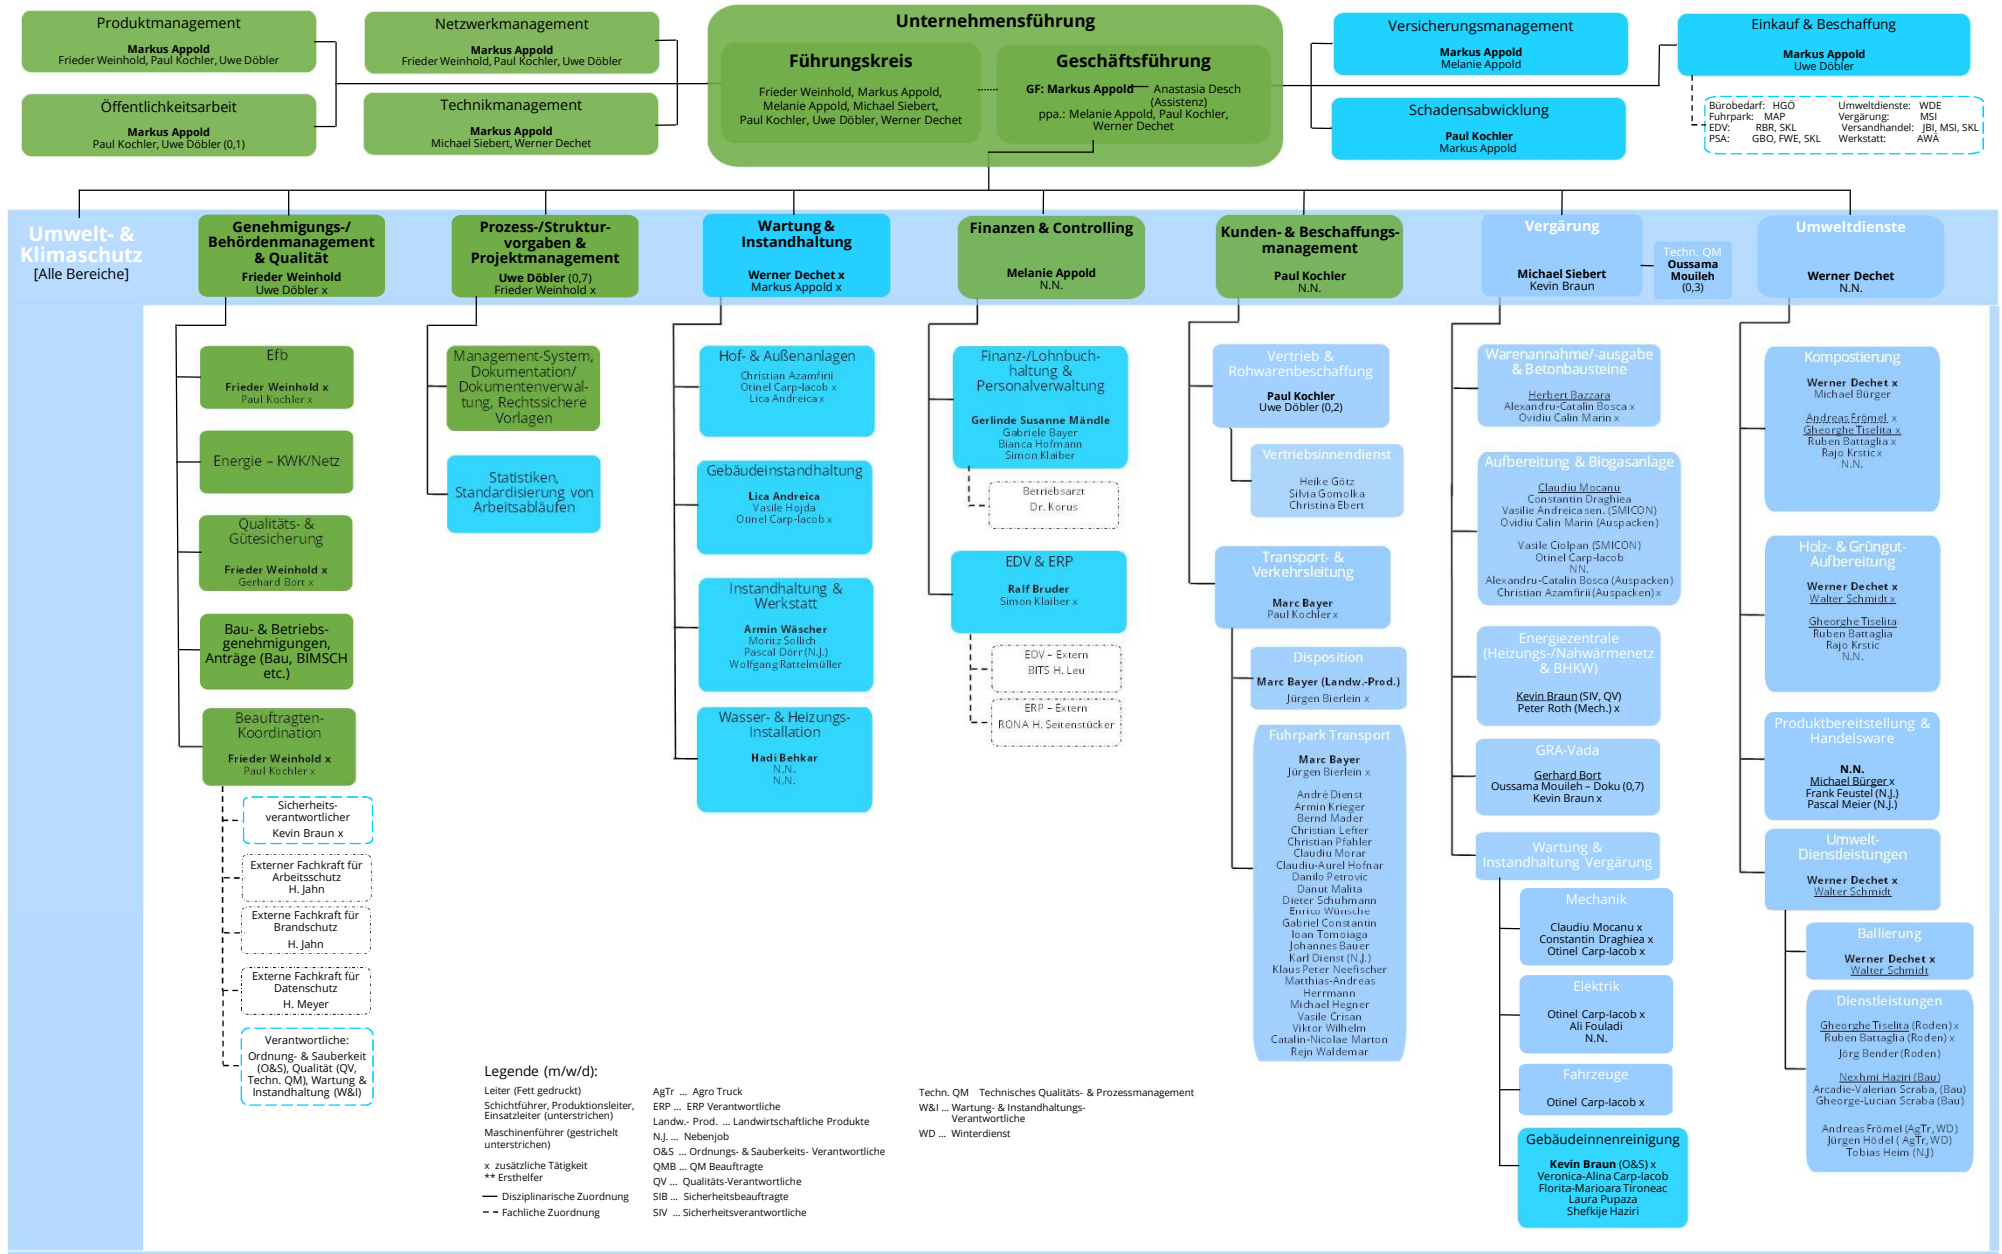 Produktmanagement
Markus Appold
Frieder Weinhold, Paul Kochler, Uwe Döbler
Öffentlichkeitsarbeit
Markus Appold
Paul Kochler, Uwe Döbler (0,1)
Netzwerkmanagement
Markus Appold
Frieder Weinhold, Paul Kochler, Uwe Döbler
Technikmanagement
Markus Appold
Michael Siebert, Werner Dechet
Unternehmensführung
Führungskreis
Frieder Weinhold, Markus Appold,
Melanie Appold, Michael Siebert,
Paul Kochler, Uwe Döbler, Werner Dechet
Geschäftsführung
GF: Markus Appold
Anastasia Desch
(Assistenz)
ppa.: Melanie Appold, Paul Kochler,
Werner Dechet
Versicherungsmanagement
Markus Appold
Melanie Appold
Schadensabwicklung
Paul Kochler
Markus Appold
Einkauf & Beschaffung
Markus Appold
Uwe Döbler
Bürobedarf: HGÖ Umweltdienste: WDE
Fuhrpark: MAP Vergärung: MSI
EDV: RBR, SKL Versandhandel: JBI, MSI, SKL
PSA: GBO, FWE, SKL Werkstatt: AWÄ
Umwelt- &
Klimaschutz
[Alle Bereiche]
Genehmigungs-/
Behördenmanagement
& Qualität
Frieder Weinhold
Uwe Döbler x
Efb
Frieder Weinhold x
Paul Kochler x
Energie – KWK/Netz
Qualitäts- &
Gütesicherung
Frieder Weinhold x
Gerhard Bort x
Bau- & Betriebs-
genehmigungen,
Anträge (Bau, BIMSCH
etc.)
Beauftragten-
Koordination
Frieder Weinhold x
Paul Kochler x
Sicherheits-
verantwortlicher
Kevin Braun x
Externer Fachkraft für
Arbeitsschutz
H. Jahn
Externe Fachkraft für
Brandschutz
H. Jahn
Externe Fachkraft für
Datenschutz
H. Meyer
Verantwortliche:
Ordnung- & Sauberkeit
(O&S), Qualität (QV,
Techn. QM), Wartung &
Instandhaltung (W&I)
Prozess-/Struktur-
vorgaben &
Projektmanagement
Uwe Döbler (0,7)
Frieder Weinhold x
Management-System,
Dokumentation/
Dokumentenverwal-
tung, Rechtssichere
Vorlagen
Statistiken,
Standardisierung von
Arbeitsabläufen
Wartung &
Instandhaltung
Werner Dechet x
Markus Appold x
Hof- & Außenanlagen
Christian Azamfirii
Otinel Carp-Iacob x
Lica Andreica x
Gebäudeinstandhaltung
Lica Andreica
Vasile Hojda
Otinel Carp-Iacob x
Instandhaltung &
Werkstatt
Armin Wäscher
Moritz Sollich
Pascal Dörr (N.J.)
Wolfgang Rattelmüller
Wasser- & Heizungs-
Installation
Hadi Behkar
N.N.
N.N.
Finanzen & Controlling
Melanie Appold
N.N.
Finanz-/Lohnbuch-
haltung &
Personalverwaltung
Gerlinde Susanne Mändle
Gabriele Bayer
Bianca Hofmann
Simon Klaiber
Betriebsarzt
Dr. Korus
EDV & ERP
Ralf Bruder
Simon Klaiber x
EDV – Extern
BITS H. Leu
ERP – Extern
RONA H. Seitenstücker
Kunden- & Beschaffungs-
management
Paul Kochler
N.N.
Vertrieb &
Rohwarenbeschaffung
Paul Kochler
Uwe Döbler (0,2)
Vertriebsinnendienst
Heike Götz
Silvia Gomolka
Christina Ebert
Transport- &
Verkehrsleitung
Marc Bayer
Paul Kochler x
Disposition
Marc Bayer (Landw.-Prod.)
Jürgen Bierlein x
Fuhrpark Transport
Marc Bayer
Jürgen Bierlein x
André Dienst
Armin Krieger
Bernd Mader
Christian Lefter
Christian Pfahler
Claudiu Morar
Claudiu-Aurel Hofnar
Danilo Petrovic
Danut Malita
Dieter Schuhmann
Enrico Wünsche
Gabriel Constantin
Ioan Tomoiaga
Johannes Bauer
Karl Dienst (N.J.)
Klaus Peter Neefischer
Matthias-Andreas
Herrmann
Michael Hegner
Vasile Crisan
Viktor Wilhelm
Catalin-Nicolae Marton
Rejn Waldemar
Vergärung
Michael Siebert
Kevin Braun
Techn. QM
Oussama
Mouileh
(0,3)
Warenannahme/-ausgabe
& Betonbausteine
Herbert Bazzara
Alexandru-Catalin Bosca x
Ovidiu Calin Marin x
Aufbereitung & Biogasanlage
Claudiu Mocanu
Constantin Draghiea
Vasilie Andreica sen. (SMICON)
Ovidiu Calin Marin (Auspacken)
Vasile Ciolpan (SMICON)
Otinel Carp-Iacob
NN.
Alexandru-Catalin Bosca (Auspacken)
Christian Azamfirii (Auspacken) x
Energiezentrale
(Heizungs-/Nahwärmenetz
& BHKW)
Kevin Braun (SIV, QV)
Peter Roth (Mech.) x
GRA-Vada
Gerhard Bort
Oussama Mouileh – Doku (0,7)
Kevin Braun x
Wartung &
Instandhaltung Vergärung
Mechanik
Claudiu Mocanu x
Constantin Draghiea x
Otinel Carp-Iacob x
Elektrik
Otinel Carp-Iacob x
Ali Fouladi
N.N.
Fahrzeuge
Otinel Carp-Iacob x
Gebäudeinnenreinigung
Kevin Braun (O&S) x
Veronica-Alina Carp-Iacob
Florita-Marioara Tironeac
Laura Pupaza
Shefkije Haziri
Umweltdienste
Werner Dechet
N.N.
Kompostierung
Werner Dechet x
Michael Bürger
Andreas Frömel x
Gheorghe Tiselita x
Ruben Battaglia x
Rajo Krstic x
N.N.
Holz- & Grüngut-
Aufbereitung
Werner Dechet x
Walter Schmidt x
Gheorghe Tiselita
Ruben Battaglia
Rajo Krstic
N.N.
Produktbereitstellung &
Handelsware
N.N.
Michael Bürger x
Frank Feustel (N.J.)
Pascal Meier (N.J.)
Umwelt-
Dienstleistungen
Werner Dechet x
Walter Schmidt
Ballierung
Werner Dechet x
Walter Schmidt
Dienstleistungen
Gheorghe Tiselita (Roden) x
Ruben Battaglia (Roden) x
Jörg Bender (Roden)
Nexhmi Haziri (Bau)
Arcadie-Valerian Scraba, (Bau)
Gheorge-Lucian Scraba (Bau)
Andreas Frömel (AgTr, WD)
Jürgen Hödel ( AgTr, WD)
Tobias Heim (N.J)
Legende (m/w/d):
Leiter (Fett gedruckt)
Schichtführer, Produktionsleiter,
Einsatzleiter (unterstrichen)
Maschinenführer (gestrichelt
unterstrichen)
x zusätzliche Tätigkeit
** Ersthelfer
Disziplinarische Zuordnung
Fachliche Zuordnung
AgTr ... Agro Truck
ERP ... ERP Verantwortliche
Landw.- Prod. ... Landwirtschaftliche Produkte
N.J. ... Nebenjob
O&S ... Ordnungs- & Sauberkeits- Verantwortliche
QMB ... QM Beauftragte
QV ... Qualitäts-Verantwortliche
SIB ... Sicherheitsbeauftragte
SIV ... Sicherheitsverantwortliche
Techn. QM Technisches Qualitäts- & Prozessmanagement
W&I ... Wartung- & Instandhaltungs-
Verantwortliche
WD ... Winterdienst